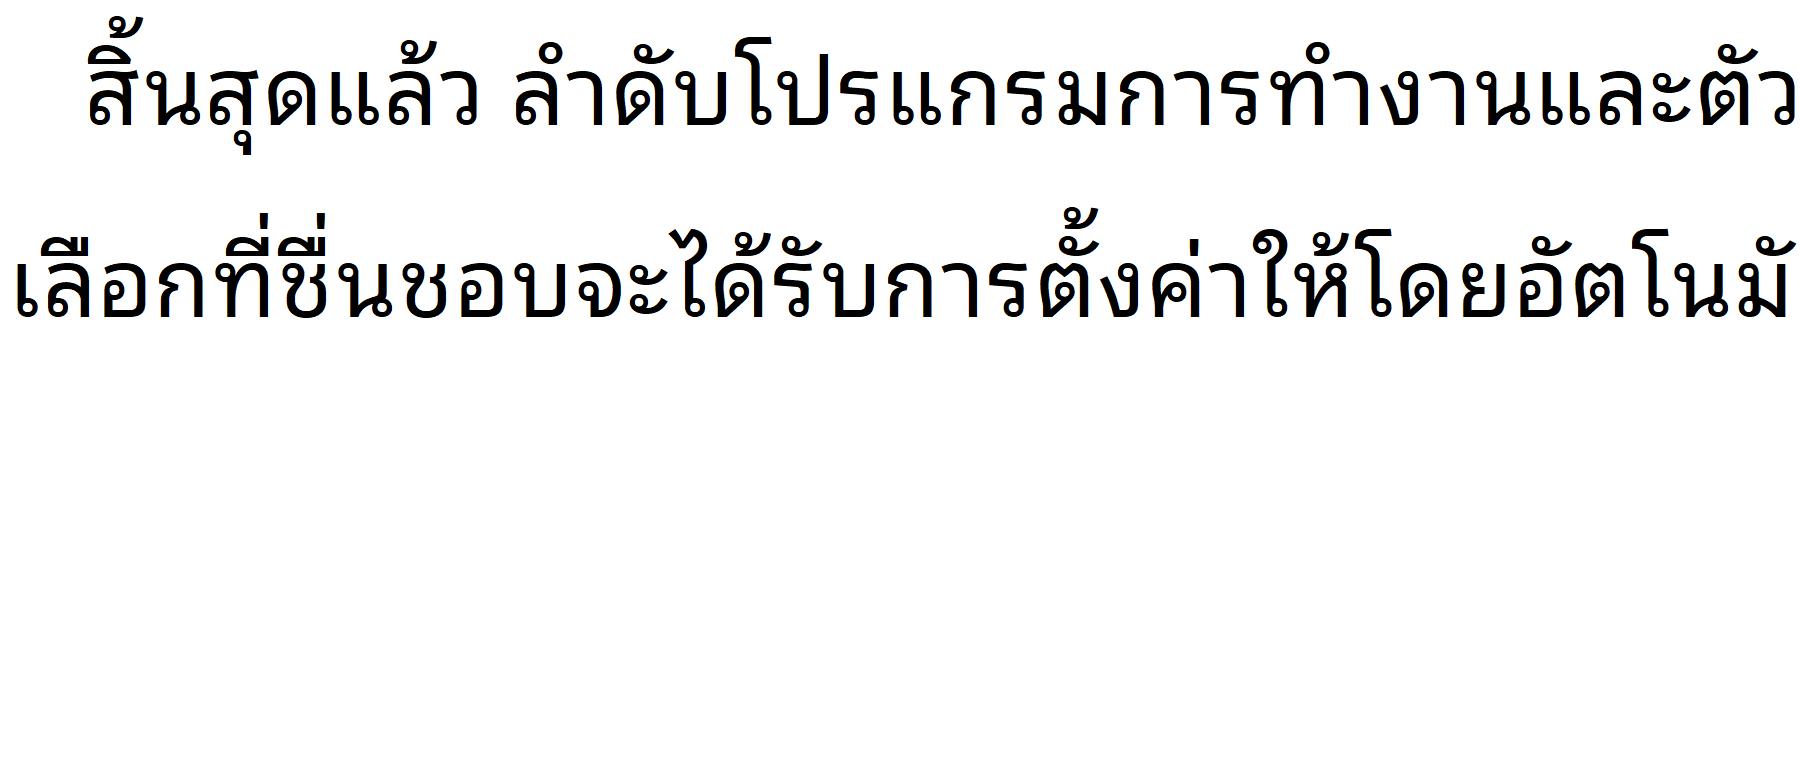 สิ้นสุดแล้ว ลำดับโปรแกรมการทำงานและตัว
เลือกที่ชื่นชอบจะได้รับการตั้งค่าให้โดยอัตโนมั